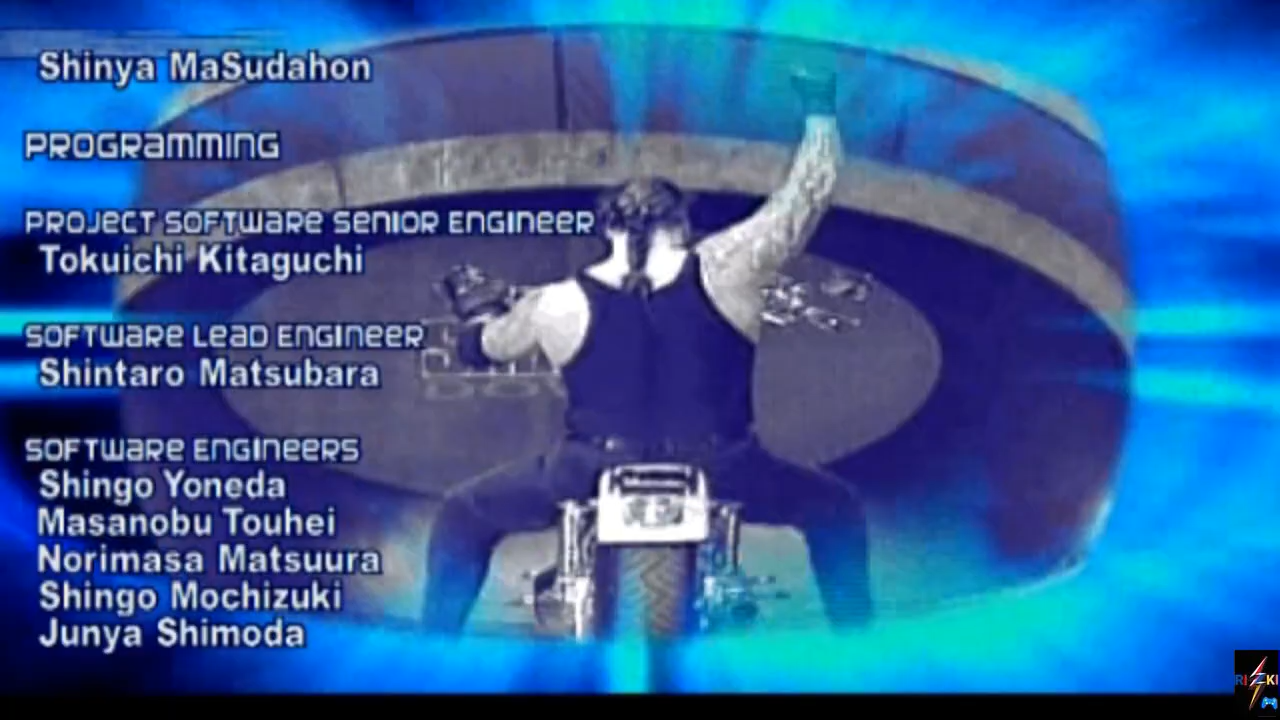 Shinya MaSudahon
PROGRAMMING
PROJECT SOFTWARE SENIOR ENGINEER
Tokuichi Kitaguchi
SOFTWARE LEAD ENGINEER
Shintaro Matsubara
SOFTWARE ENGINEERS
Shingo Yoneda
Masanobu Touhei
Norimasa Matsuura
Shingo Mochizuki
Junya Shimoda
RIZKI